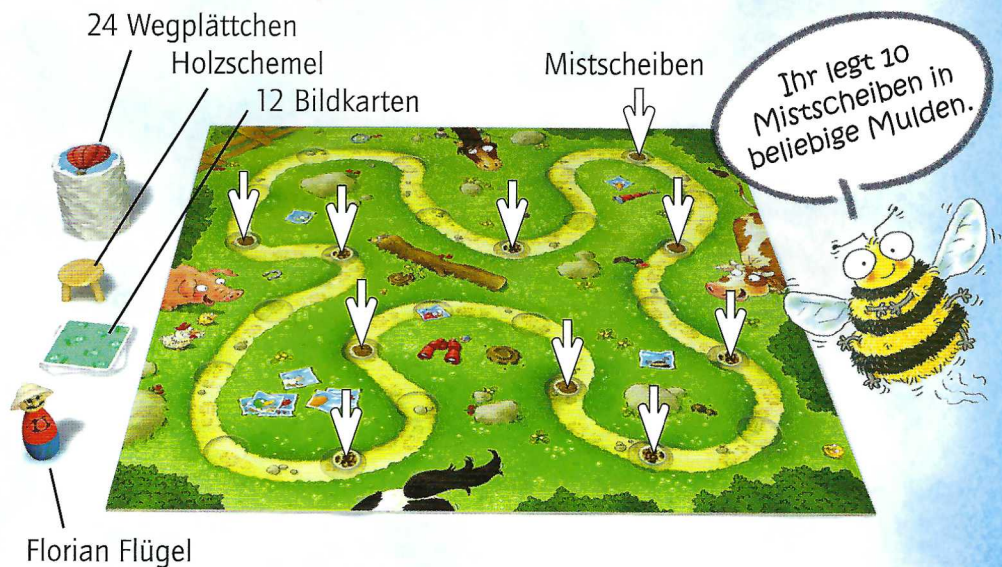 24 Wegplättchen
Holzschemel
12 Bildkarten
Mistscheiben
Ihr legt 10
Mistscheiben in
beliebige Mulden.
Florian Flügel